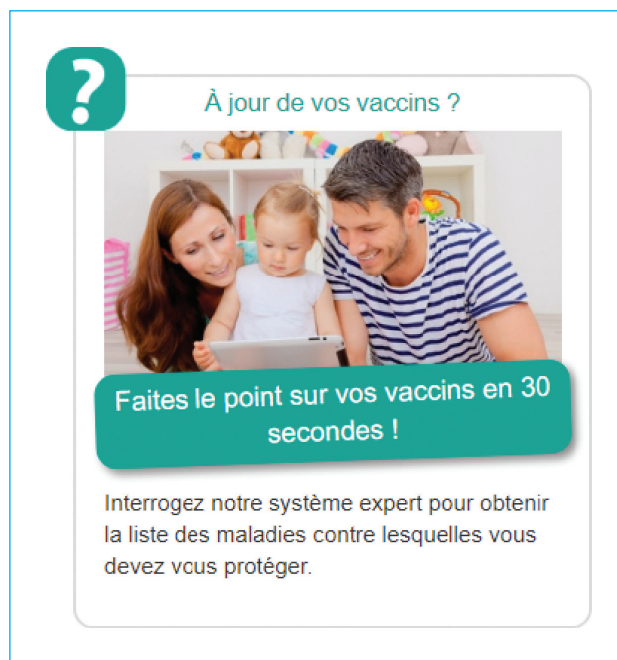 ?
À jour de vos vaccins ?
Faites le point sur vos vaccins en 30
secondes !
Interrogez notre système expert pour obtenir
la liste des maladies contre lesquelles vous
devez vous protéger.